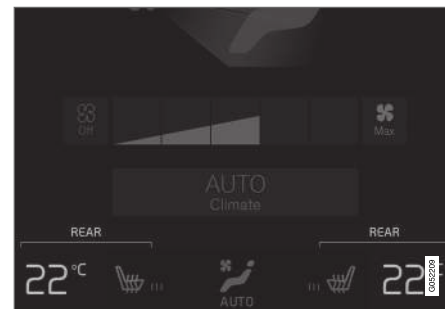 Off
Max
AUTO
Climate
REAR REAR
22°C 22°
AUTO
G052209